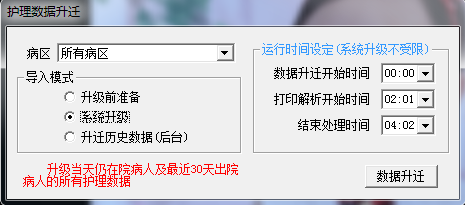 护理数据升迁
病区 所有病区
导入模式
升级前准备
系统升级
升迁历史数据(后台)
升级当天仍在院病人及最近30天出院
病人的所有护理数据
运行时间设定(系统升级不受限)
数据升迁开始时间 00:00
打印解析开始时间 02:01
结束处理时间 04:02
数据升迁